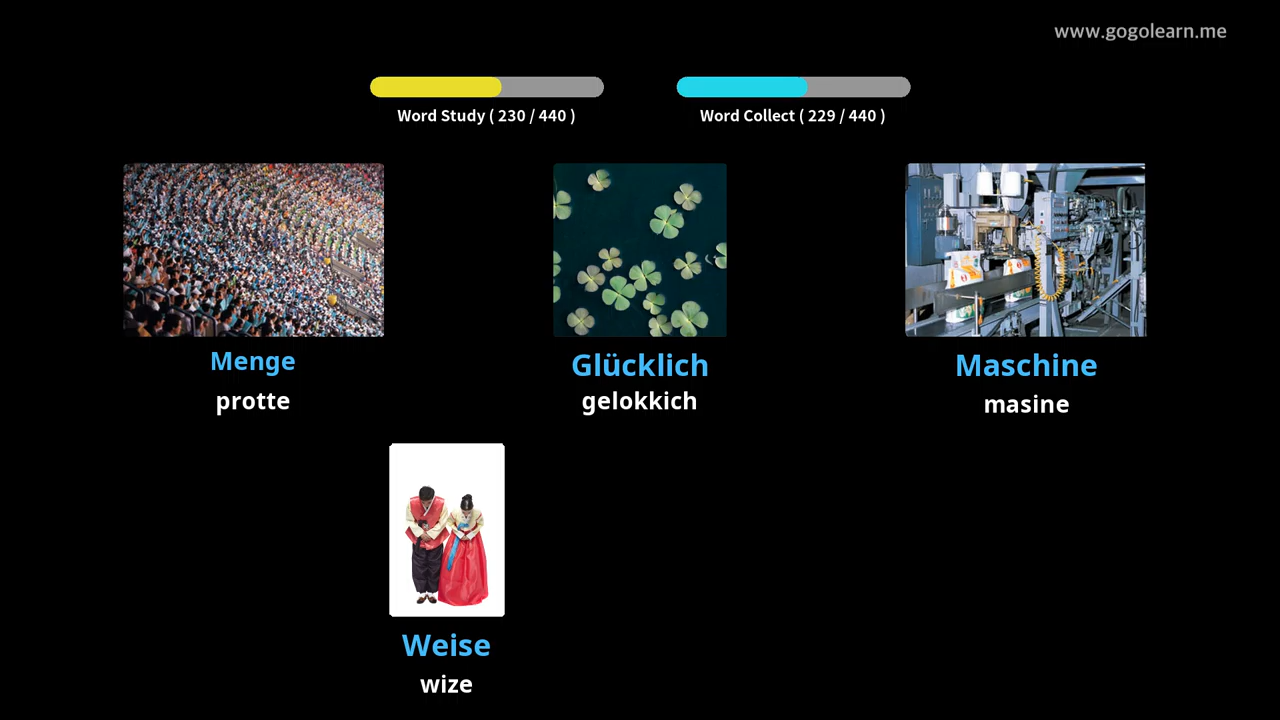 www.gogolearn.me
Word Study ( 230 / 440 )
Word Collect ( 229 / 440 )
Menge
protte
Glücklich
gelokkich
Maschine
masine
Weise
wize